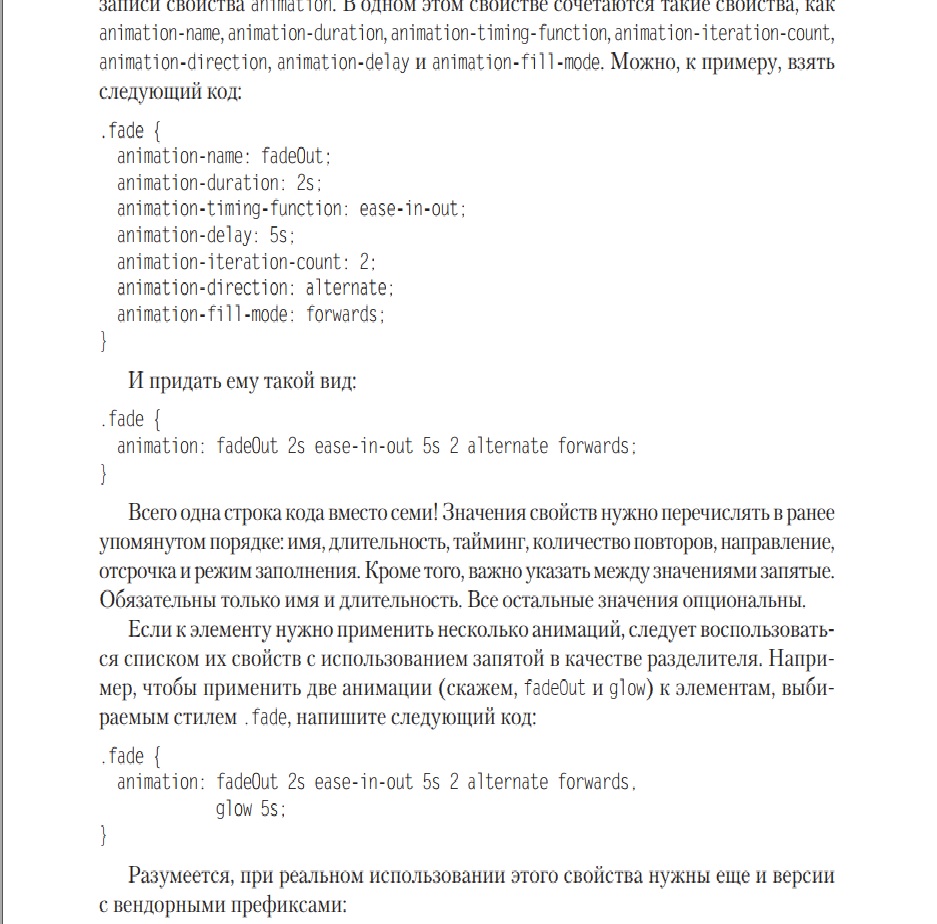 записи свойства animation. В одном этом свойстве сочетаются такие свойства, как
animation-name, animation-duration, animation-timing-function, animation-iteration-count,
animation-direction, animation-delay и animation-fill-mode. Можно, к примеру, взять
следующий код:
.fade {
animation-name: fadeOut;
animation-duration: 2s;
animation-timing-function: ease-in-out;
animation-delay: 5s;
animation-iteration-count: 2;
animation-direction: alternate;
animation-fill-mode: forwards;
}
И придать ему такой вид:
.fade {
animation: fadeOut 2s ease-in-out 5s 2 alternate forwards;
}
Всего одна строка кода вместо семи! Значения свойств нужно перечислять в ранее
упомянутом порядке: имя, длительность, тайминг, количество повторов, направление,
отсрочка и режим заполнения. Кроме того, важно указать между значениями запятые.
Обязательны только имя и длительность. Все остальные значения опциональны.
Если к элементу нужно применить несколько анимаций, следует воспользовать-
ся списком их свойств с использованием запятой в качестве разделителя. Напри-
мер, чтобы применить две анимации (скажем, fadeOut и glow) к элементам, выби-
раемым стилем .fade, напишите следующий код:
.fade {
animation: fadeOut 2s ease-in-out 5s 2 alternate forwards,
glow 5s;
}
Разумеется, при реальном использовании этого свойства нужны еще и версии
с вендорными префиксами: